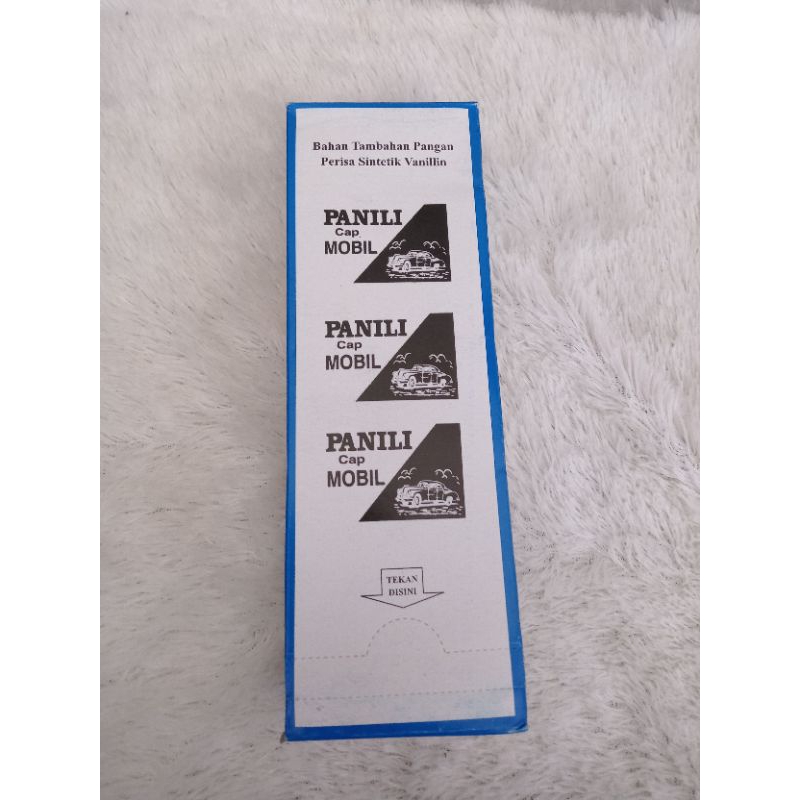 Bahan Tambahan Pangan
Perisa Sintetik Vanillin
PANILI
Cap
MOBIL
PANILI
Cap
MOBIL
PANILI
Cap
MOBIL
TEKAN
DISINI